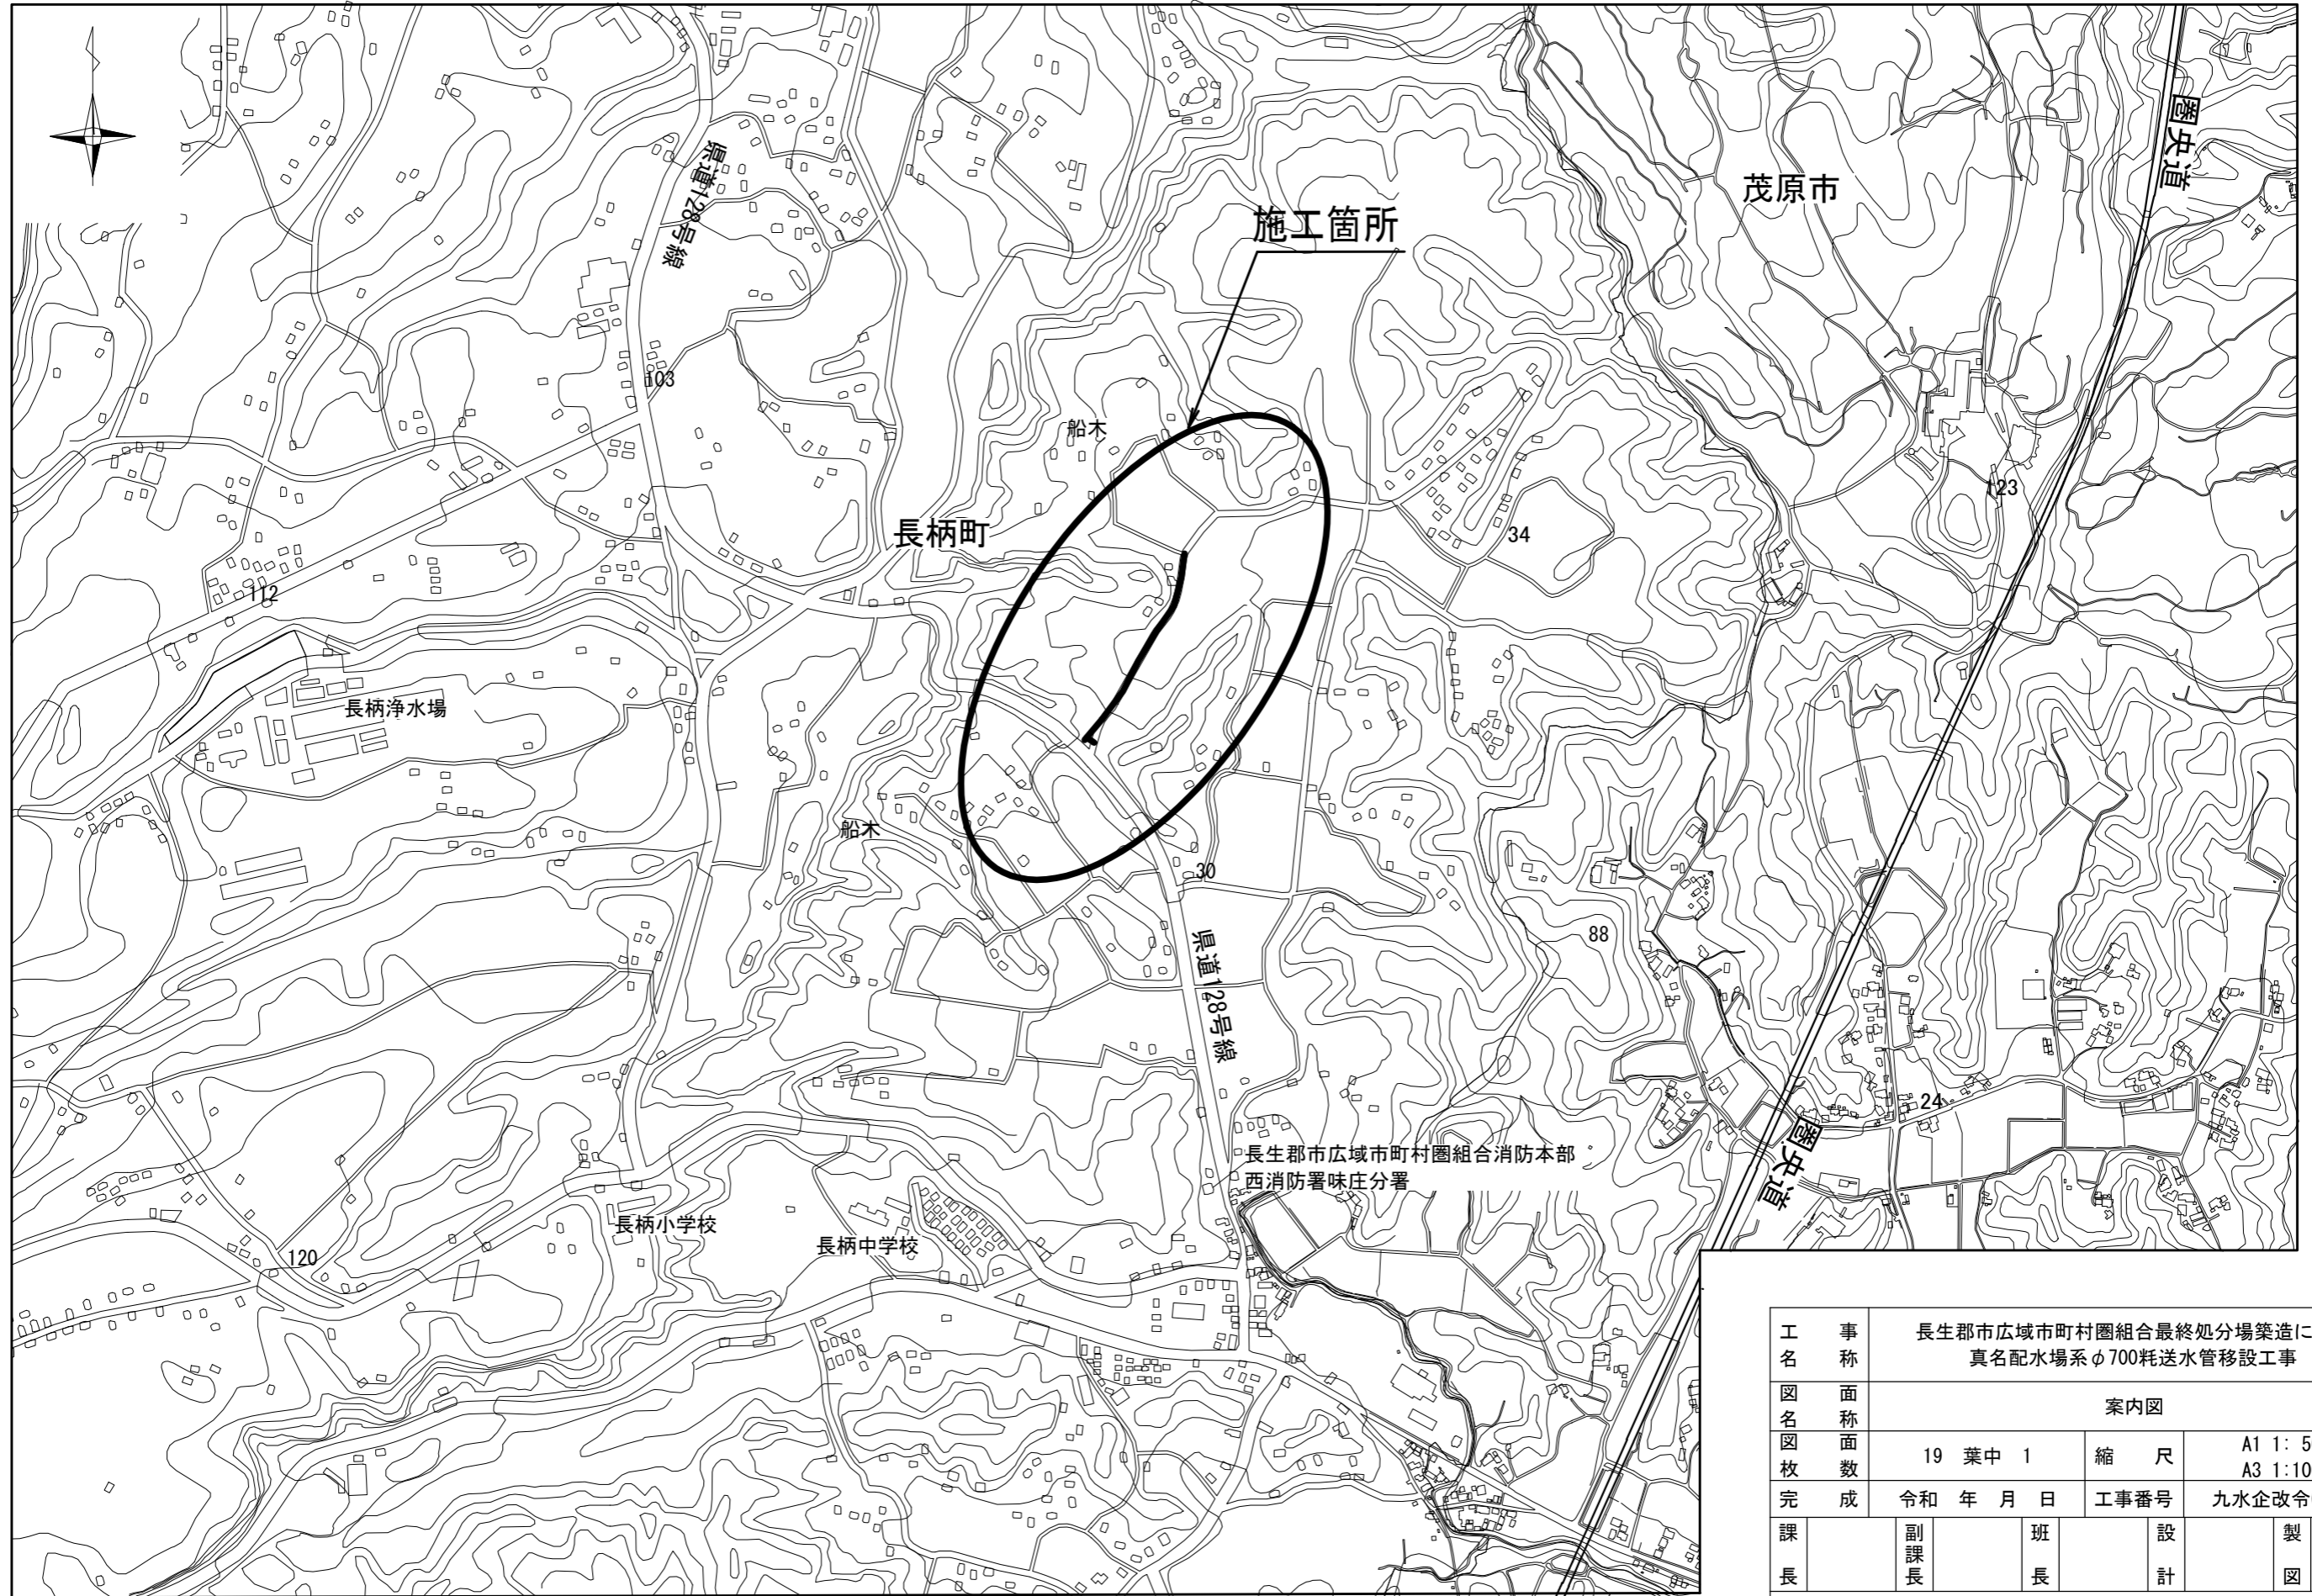 圏央道
茂原市
県道128号線
施工箇所
103
船木
123
長柄町
34
112
長柄浄水場
船木
30
県道128号線
88
24
圏央道
長生郡市広域市町村圏組合消防本部
西消防署味庄分署
長柄小学校
長柄中学校
120
工事名称 長生郡市広域市町村圏組合最終処分場築造に
真名配水場系φ700粍送水管移設工事
図面名称 案内図
図面枚数 19 葉中 1 縮尺 A1 1: 5
A3 1:10
完成 令和 年 月 日 工事番号 九水企改令
課長 副課長 班長 設計 製図